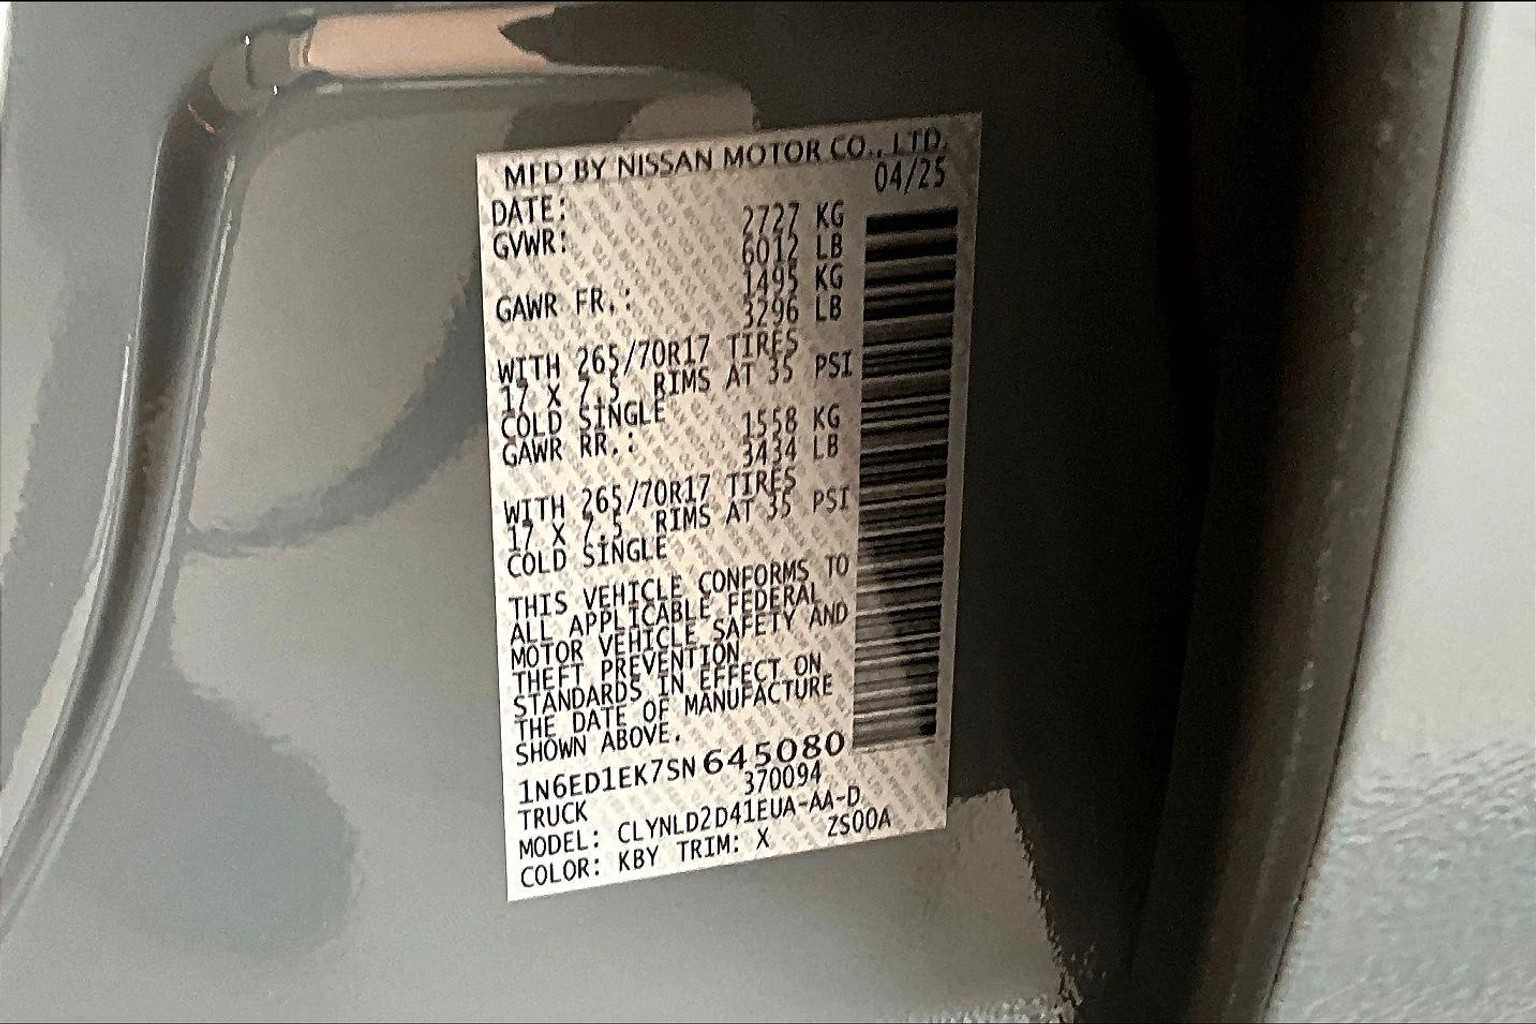 MFD BY NISSAN MOTOR CO., LTD.
DATE: 04/25
GVWR: 2727 KG
6012 LB
GAWR FR.: 1495 KG
3296 LB
WITH 265/70R17 TIRES
17 X 7.5 RIMS AT 35 PSI
COLD SINGLE
GAWR RR.: 1558 KG
3434 LB
WITH 265/70R17 TIRES
17 X 7.5 RIMS AT 35 PSI
COLD SINGLE
THIS VEHICLE CONFORMS TO
ALL APPLICABLE FEDERAL
MOTOR VEHICLE SAFETY AND
THEFT PREVENTION
STANDARDS IN EFFECT ON
THE DATE OF MANUFACTURE
SHOWN ABOVE.
1N6ED1EK7SN645080
TRUCK 370094
MODEL: CLYNLD2D41EUA-AA-D
COLOR: KBY TRIM: X ZS00A